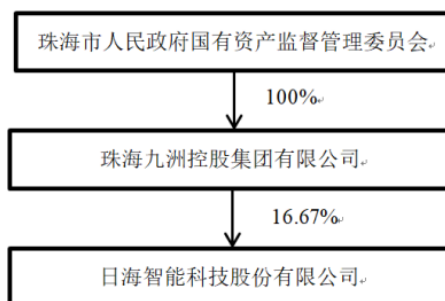 珠海市人民政府国有资产监督管理委员会
100%
珠海九洲控股集团有限公司
16.67%
日海智能科技股份有限公司